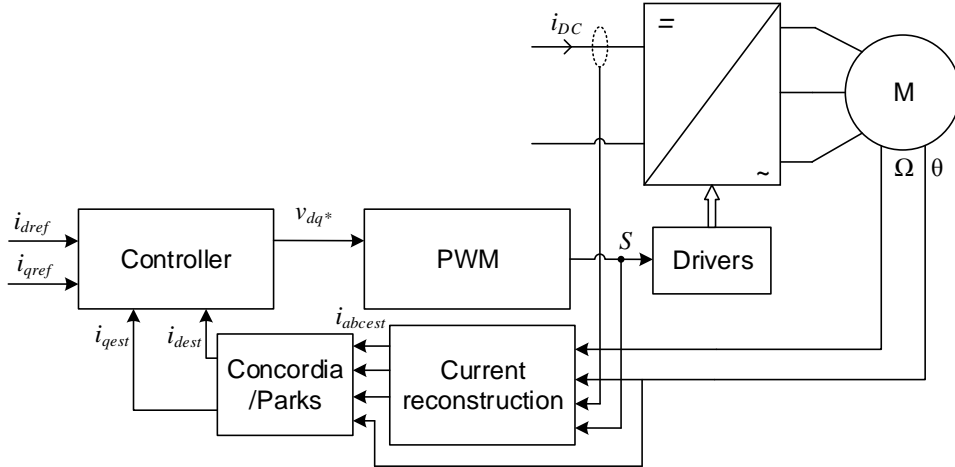 i_DC
=
~
M
Ω θ
i_dref
i_qref
Controller
v_dq*
PWM
S
Drivers
i_qest
i_dest
i_abcest
Concordia
/Parks
Current
reconstruction